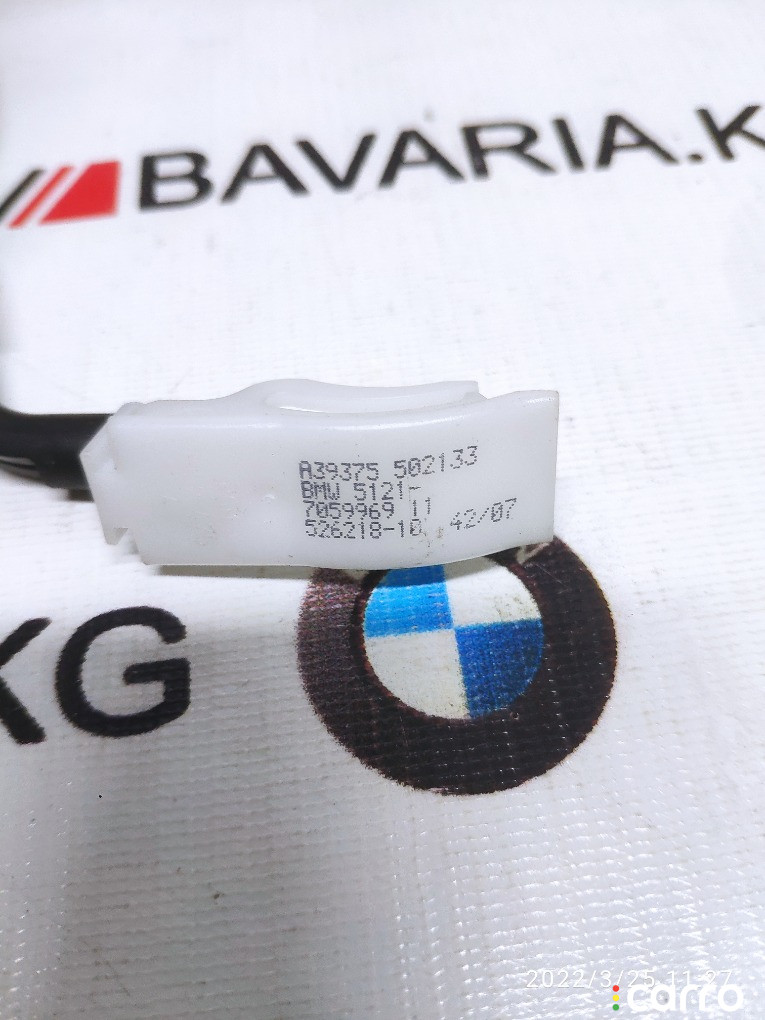 BAVARIA.K
A39375 502133
BMW 5121-
7059969 11
526218-10 42/07
KG
2022/3/25 11:27
carro